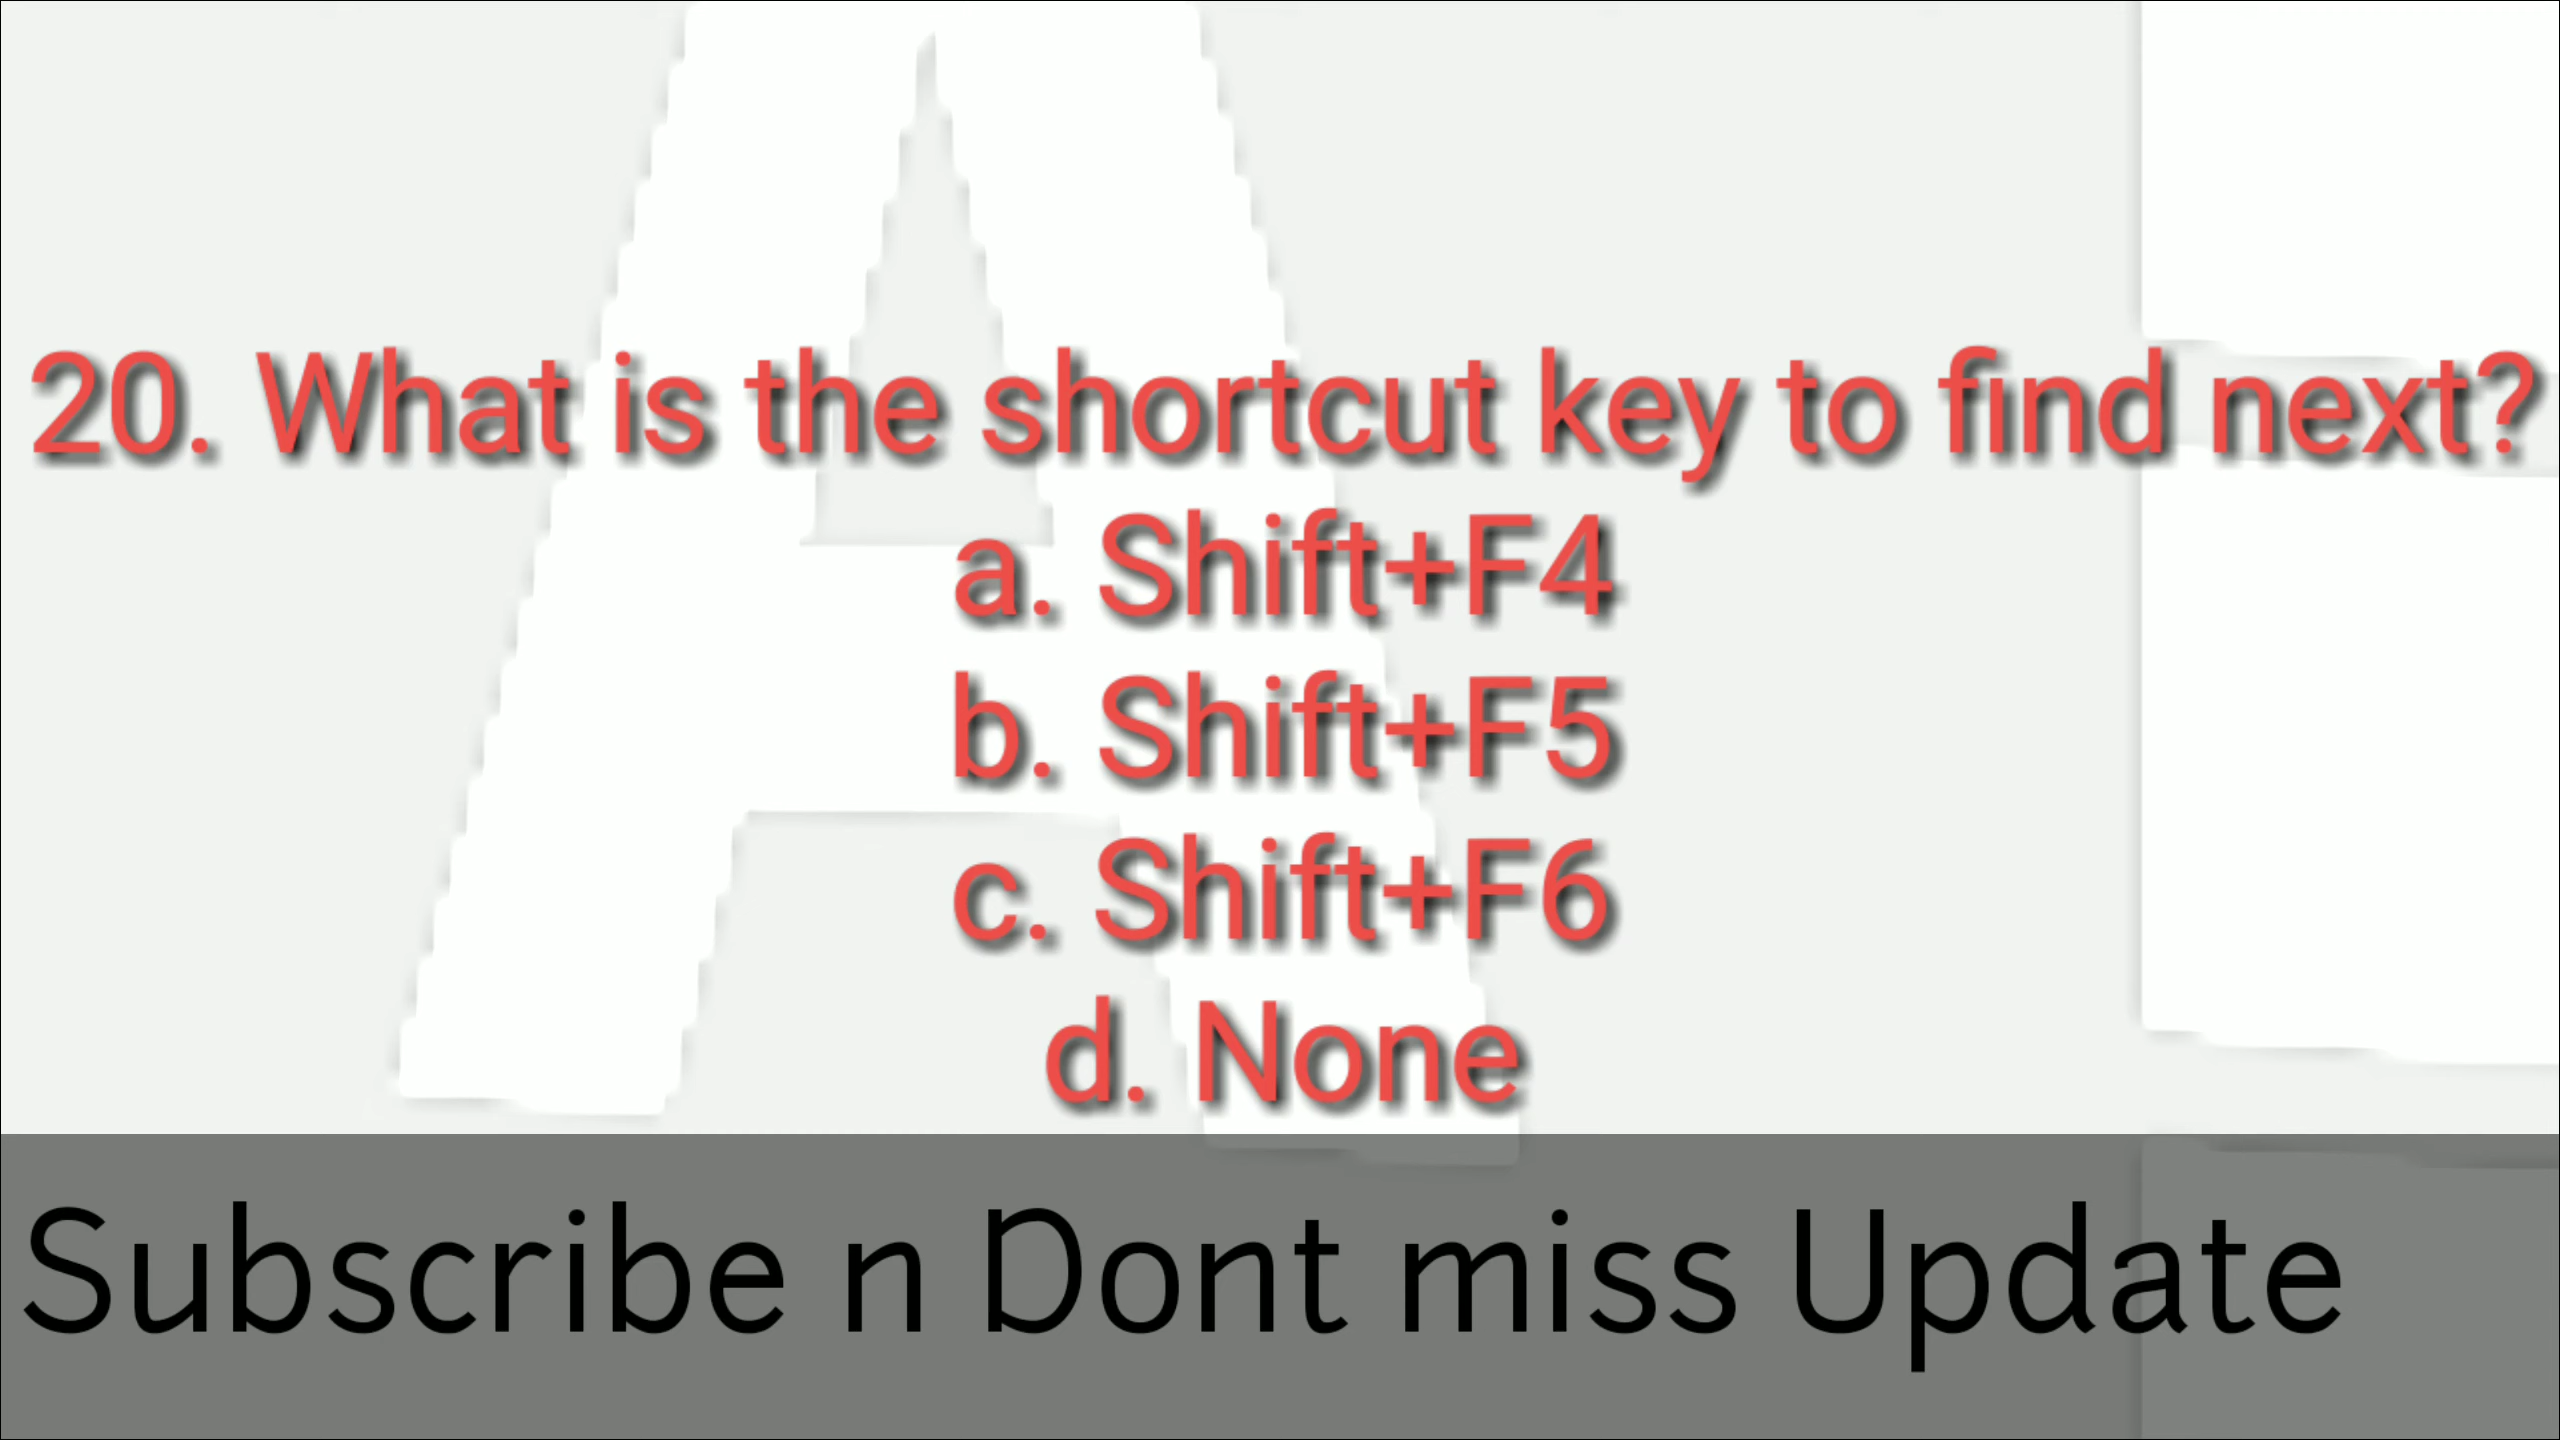 20. What is the shortcut key to find next?
a. Shift+F4
b. Shift+F5
c. Shift+F6
d. None
Subscribe n Dont miss Update